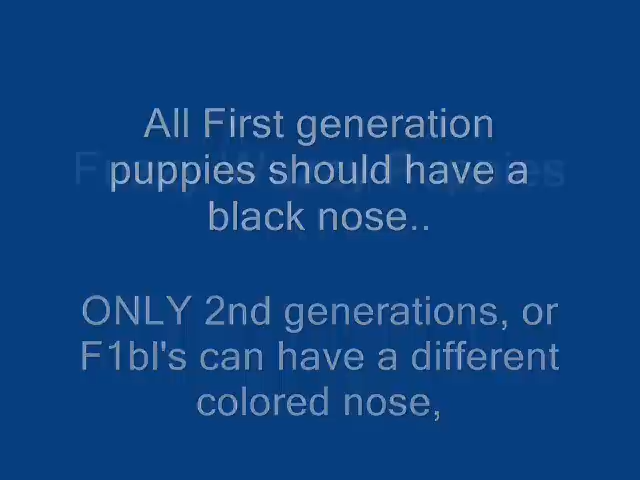 All First generation
puppies should have a
black nose..
ONLY 2nd generations, or
F1bl's can have a different
colored nose,